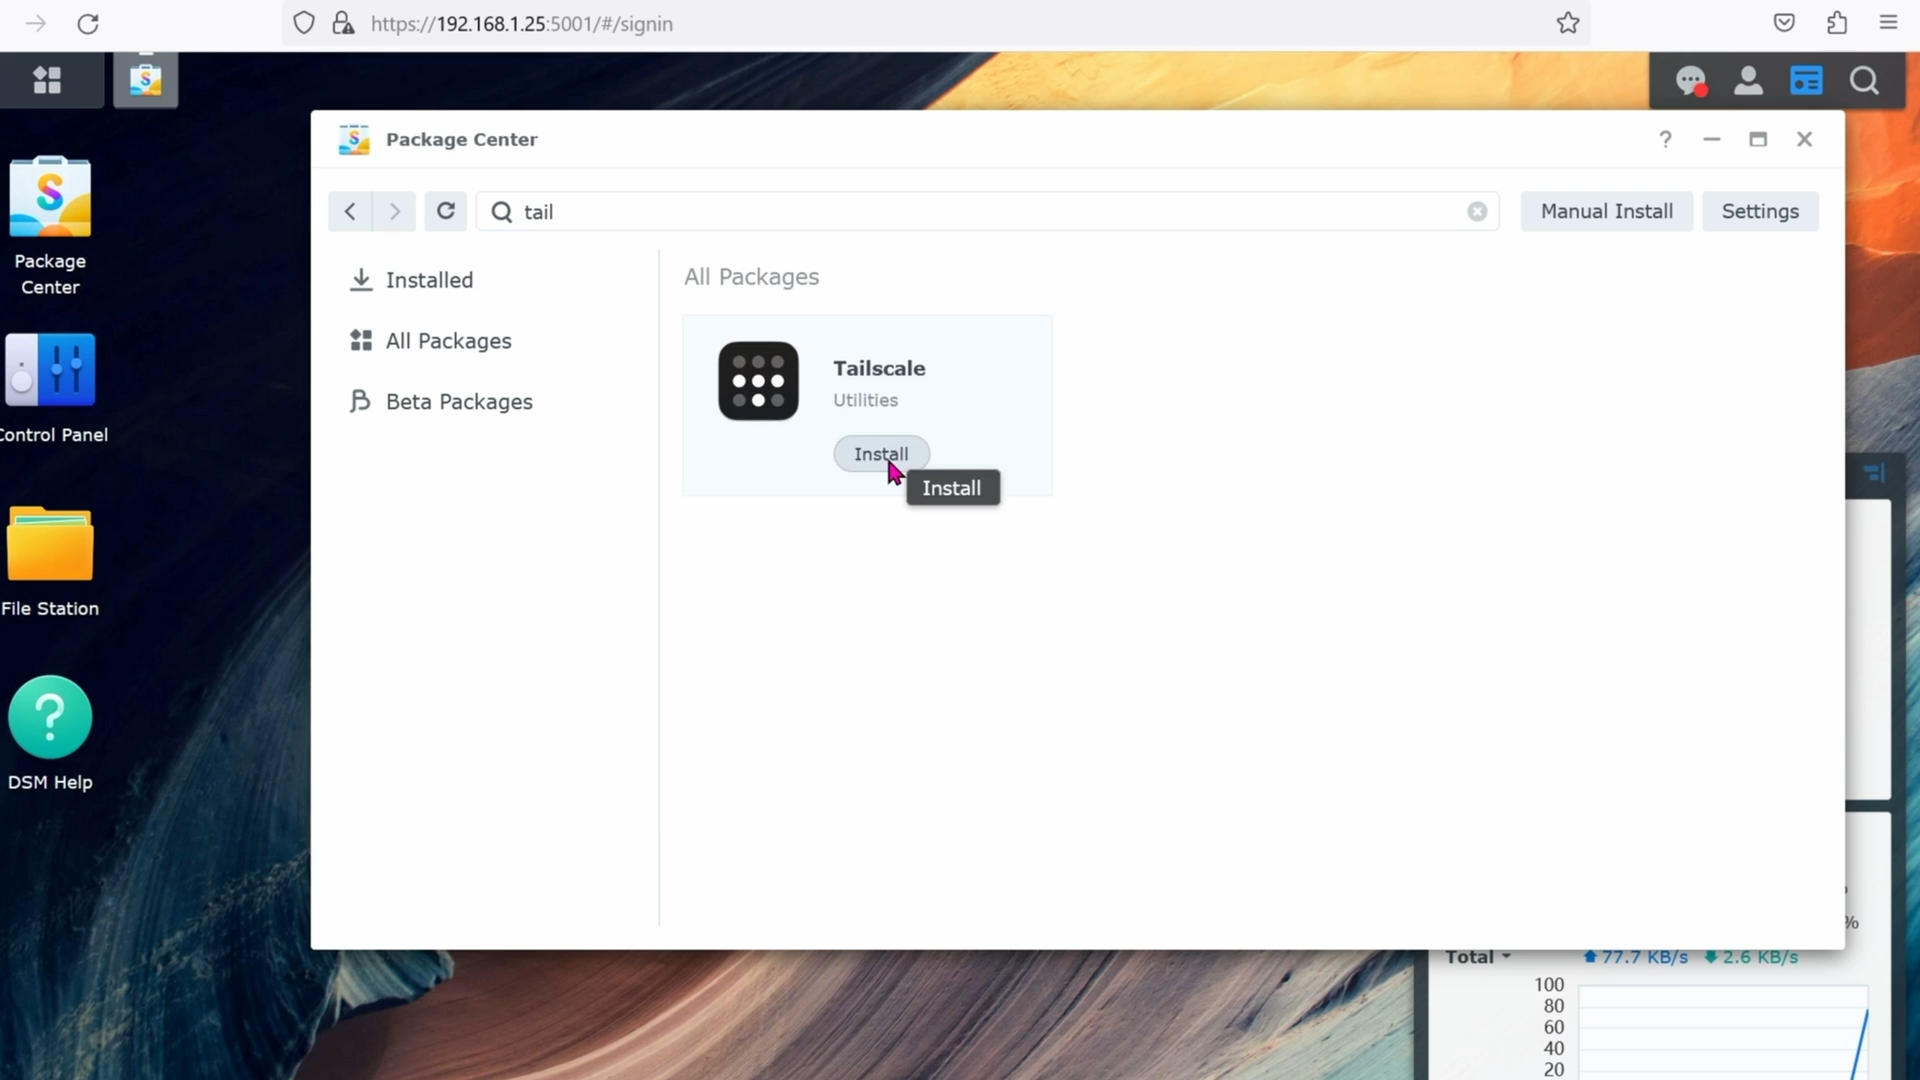 https://192.168.1.25:5001/#/signin
Package Center
tail
Manual Install
Settings
Package
Center
Control Panel
File Station
DSM Help
Installed
All Packages
Beta Packages
All Packages
Tailscale
Utilities
Install
Install
%
Total
77.7 KB/s
2.6 KB/s
100
80
60
40
20